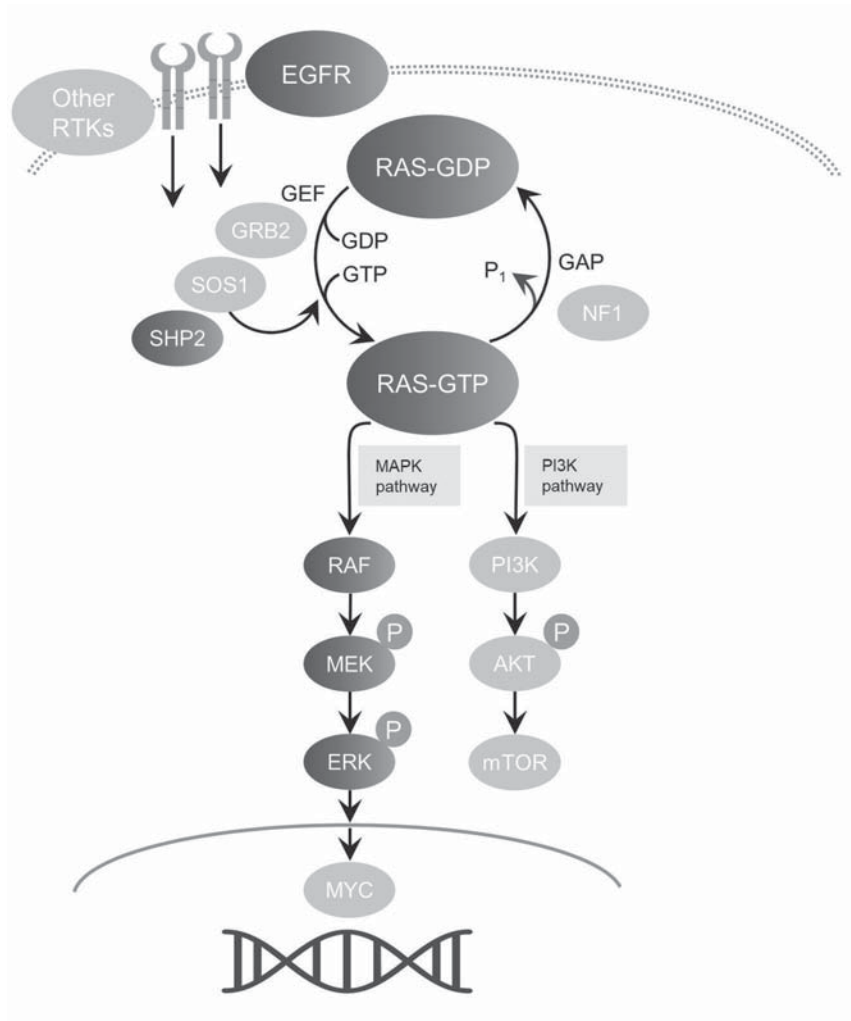 Other
RTKs
EGFR
RAS-GDP
GEF
GRB2
GDP
SOS1
GTP
SHP2
P1
GAP
NF1
RAS-GTP
MAPK
pathway
PI3K
pathway
RAF
PI3K
P
MEK
P
AKT
P
ERK
mTOR
MYC